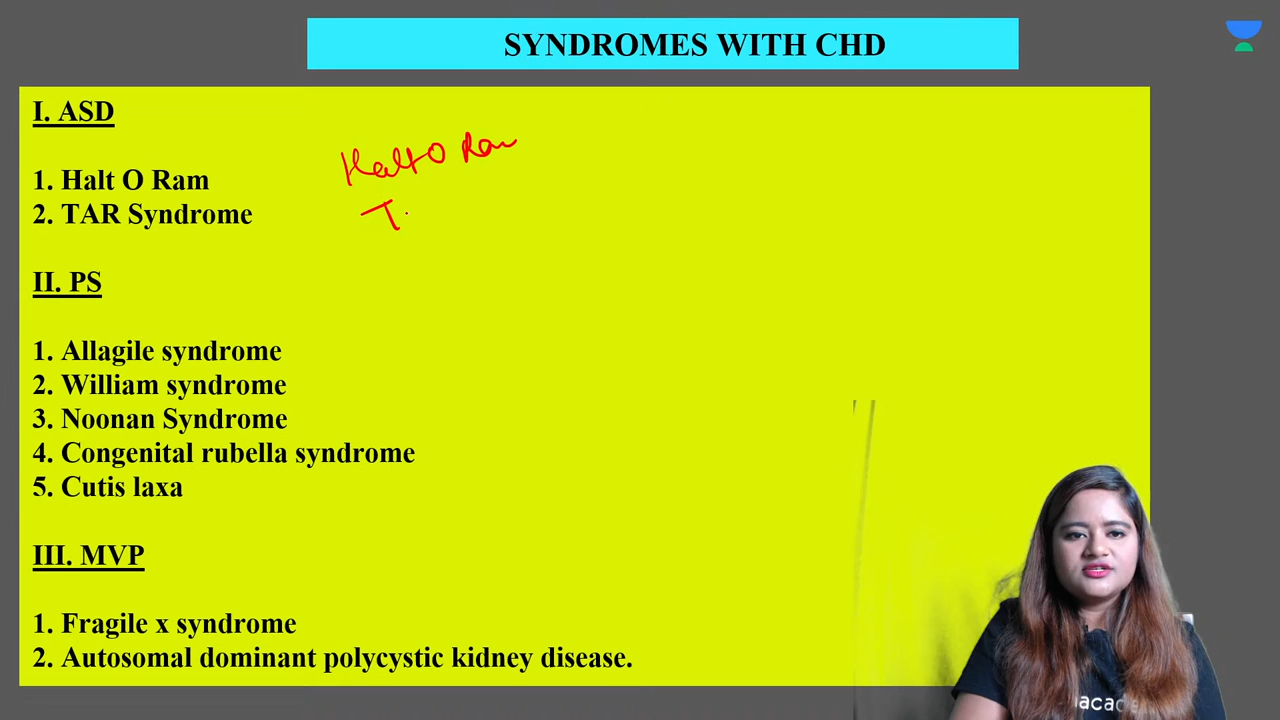 SYNDROMES WITH CHD
I. ASD
1. Halt O Ram
Halt O Ram
2. TAR Syndrome
T
II. PS
1. Allagile syndrome
2. William syndrome
3. Noonan Syndrome
4. Congenital rubella syndrome
5. Cutis laxa
III. MVP
1. Fragile x syndrome
2. Autosomal dominant polycystic kidney disease.